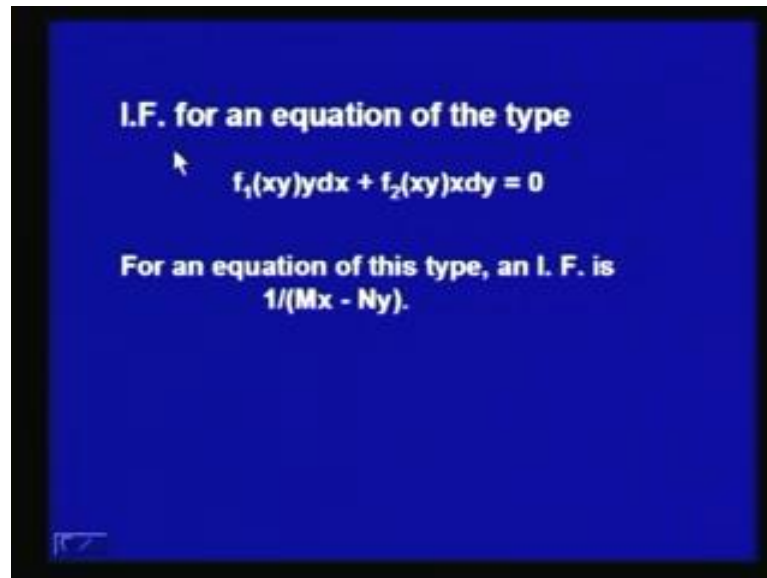 I.F. for an equation of the type
f₁(xy)ydx + f₂(xy)xdy = 0
For an equation of this type, an I. F. is
1/(Mx - Ny).